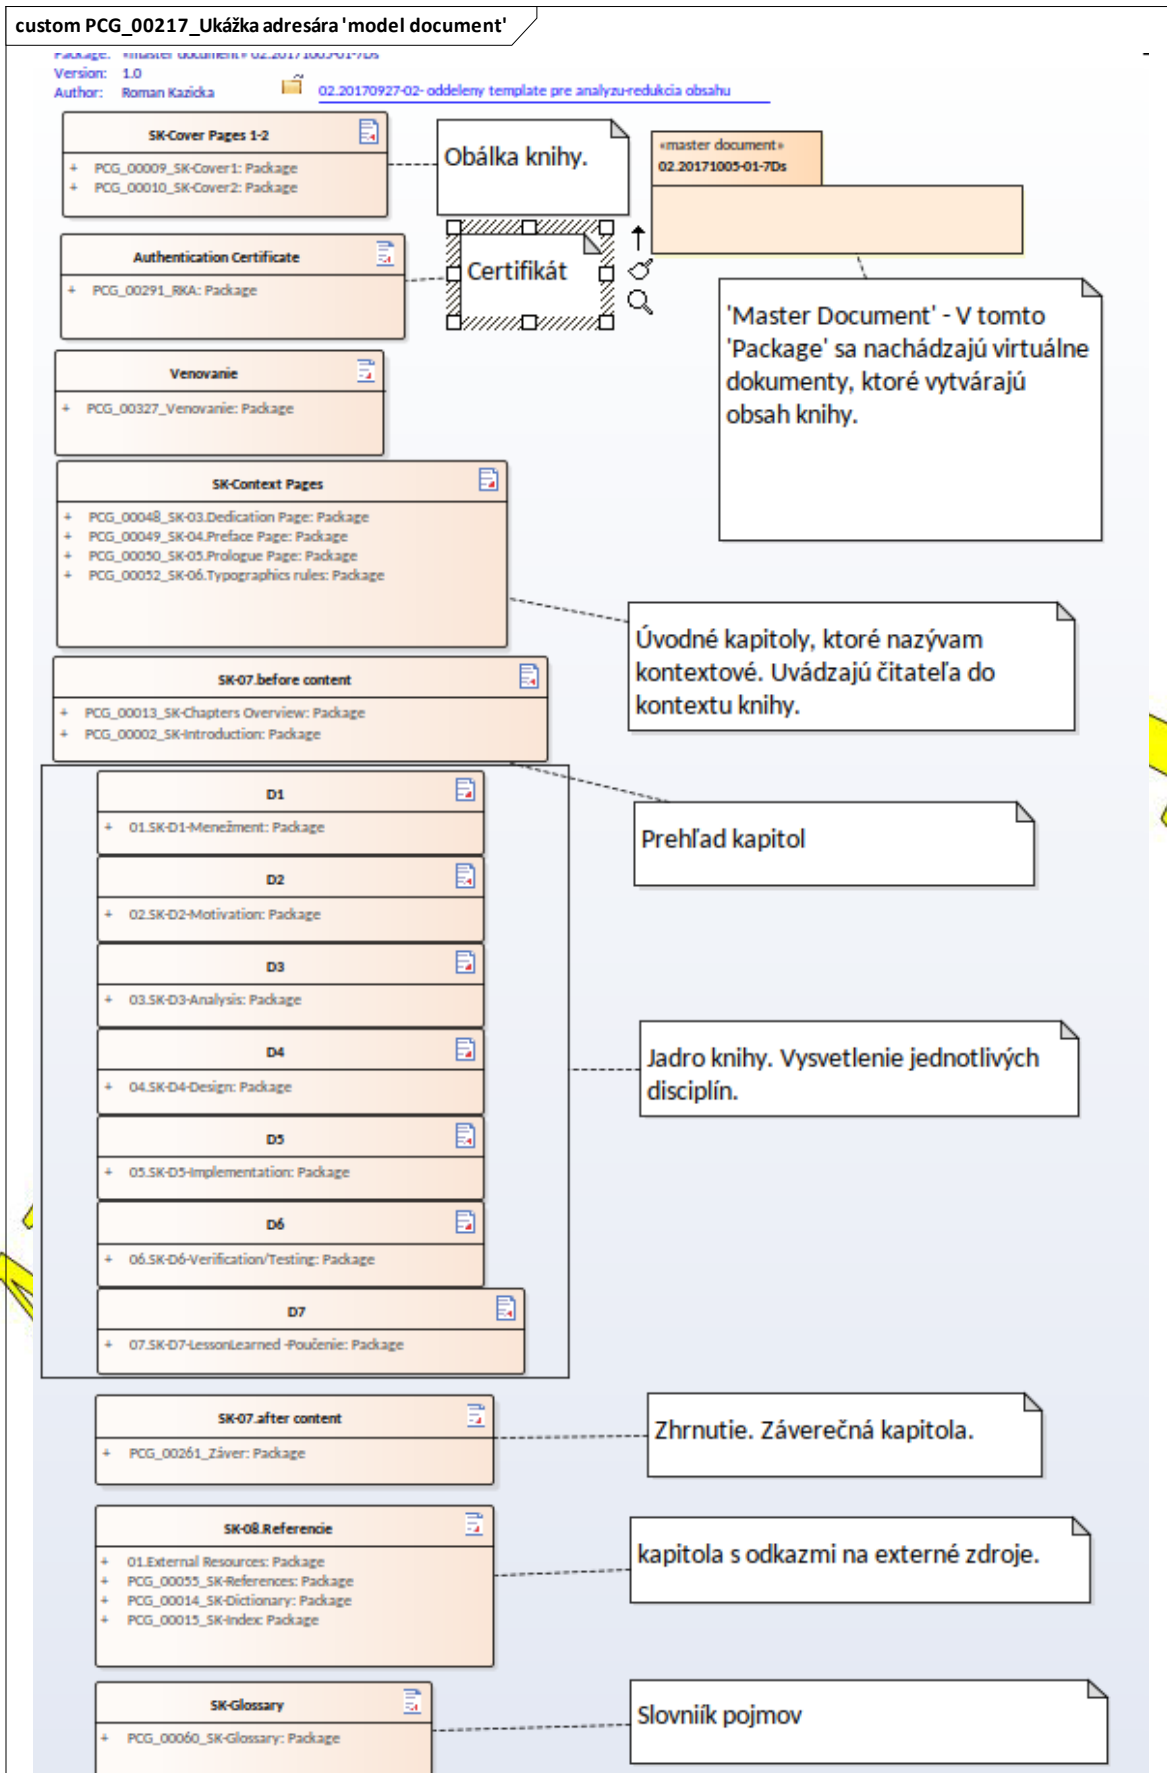 custom PCG_00217_Ukážka adresára 'model document'
Package: «master document» 02.20171005-01-7Ds
Version: 1.0
Author: Roman Kazicka
02.20170927-02- oddeleny template pre analyzu-redukcia obsahu
SK-Cover Pages 1-2
+ PCG_00009_SK-Cover1: Package
+ PCG_00010_SK-Cover2: Package
Obálka knihy.
«master document»
02.20171005-01-7Ds
Authentication Certificate
+ PCG_00291_RKA: Package
Certifikát
'Master Document' - V tomto
'Package' sa nachádzajú virtuálne
dokumenty, ktoré vytvárajú
obsah knihy.
Venovanie
+ PCG_00327_Venovanie: Package
SK-Context Pages
+ PCG_00048_SK-03.Dedication Page: Package
+ PCG_00049_SK-04.Preface Page: Package
+ PCG_00050_SK-05.Prologue Page: Package
+ PCG_00052_SK-06.Typographics rules: Package
Úvodné kapitoly, ktoré nazývam
kontextové. Uvádzajú čitateľa do
kontextu knihy.
SK-07.before content
+ PCG_00013_SK-Chapters Overview: Package
+ PCG_00002_SK-Introduction: Package
Prehľad kapitol
D1
+ 01.SK-D1-Menežment: Package
D2
+ 02.SK-D2-Motivation: Package
D3
+ 03.SK-D3-Analysis: Package
D4
+ 04.SK-D4-Design: Package
Jadro knihy. Vysvetlenie jednotlivých
disciplín.
D5
+ 05.SK-D5-Implementation: Package
D6
+ 06.SK-D6-Verification/Testing: Package
D7
+ 07.SK-D7-LessonLearned -Poučenie: Package
SK-07.after content
+ PCG_00261_Záver: Package
Zhrnutie. Záverečná kapitola.
SK-08.Referencie
+ 01.External Resources: Package
+ PCG_00055_SK-References: Package
+ PCG_00014_SK-Dictionary: Package
+ PCG_00015_SK-Index: Package
kapitola s odkazmi na externé zdroje.
SK-Glossary
+ PCG_00060_SK-Glossary: Package
Slovniík pojmov